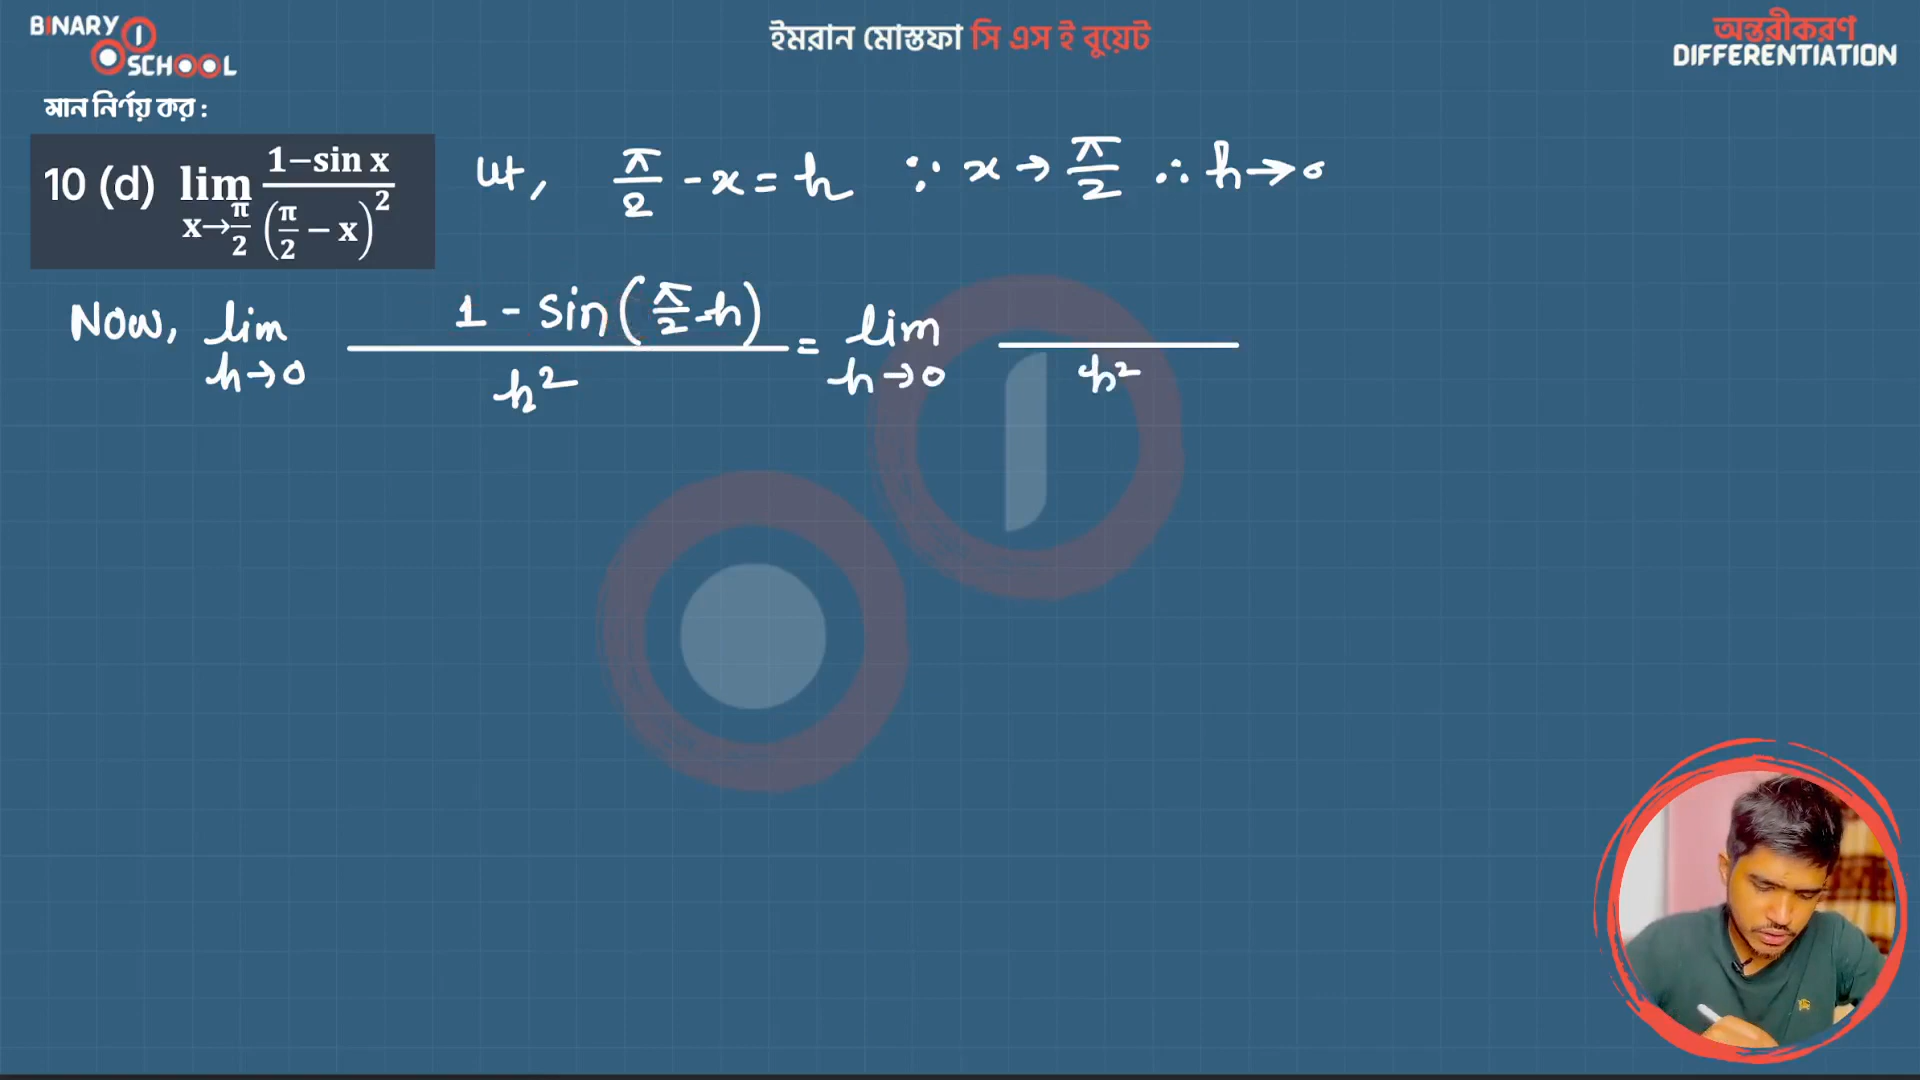 BINARY SCHOOL
ইমরান মোস্তফা সি এস ই বুয়েট
অন্তরীকরণ
DIFFERENTIATION
মান নির্ণয় কর :
10 (d) lim x→π/2 (1−sin x)/(π/2 − x)²
Let, π/2 - x = h ∵ x → π/2 ∴ h → 0
Now, lim h→0 (1 - sin(π/2 - h))/h² = lim h→0 /h²